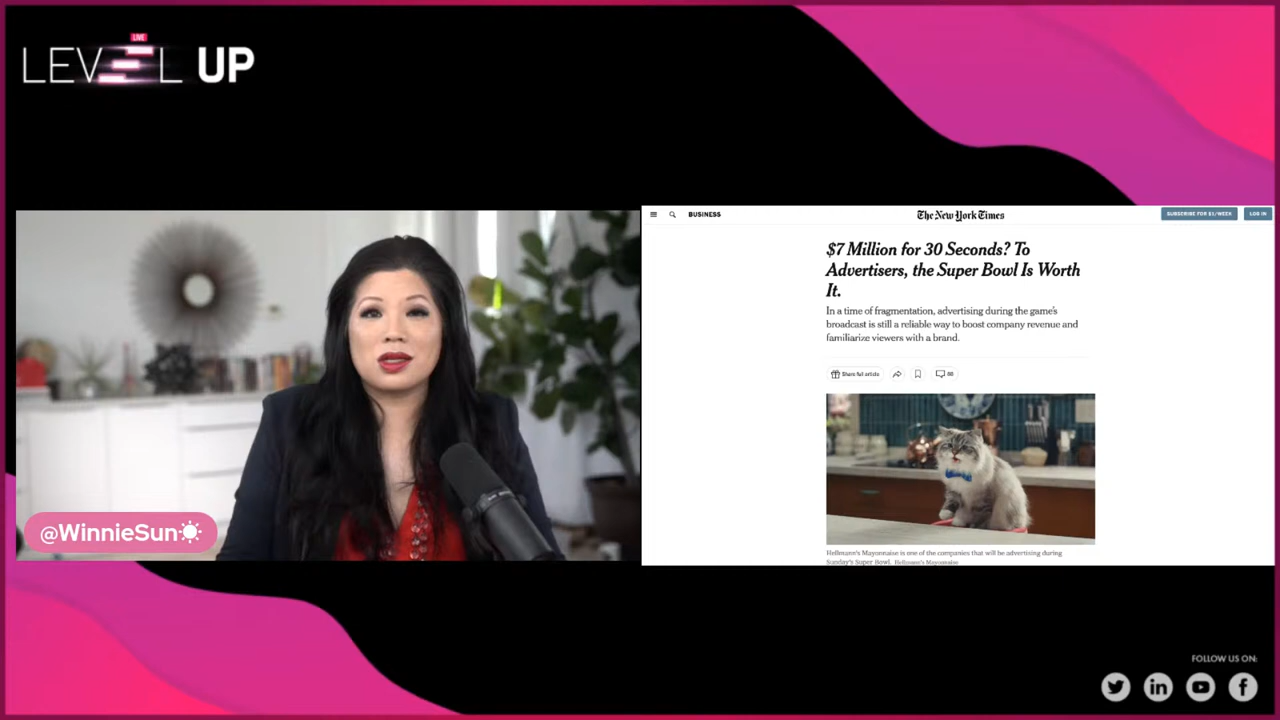 LIVE
LEVEL UP
@WinnieSun
BUSINESS
The New York Times
SUBSCRIBE FOR $1/WEEK
LOG IN
$7 Million for 30 Seconds? To
Advertisers, the Super Bowl Is Worth
It.
In a time of fragmentation, advertising during the game's
broadcast is still a reliable way to boost company revenue and
familiarize viewers with a brand.
Share full article
Hellmann's Mayonnaise is one of the companies that will be advertising during
Sunday's Super Bowl. Hellmann's Mayonnaise
FOLLOW US ON: